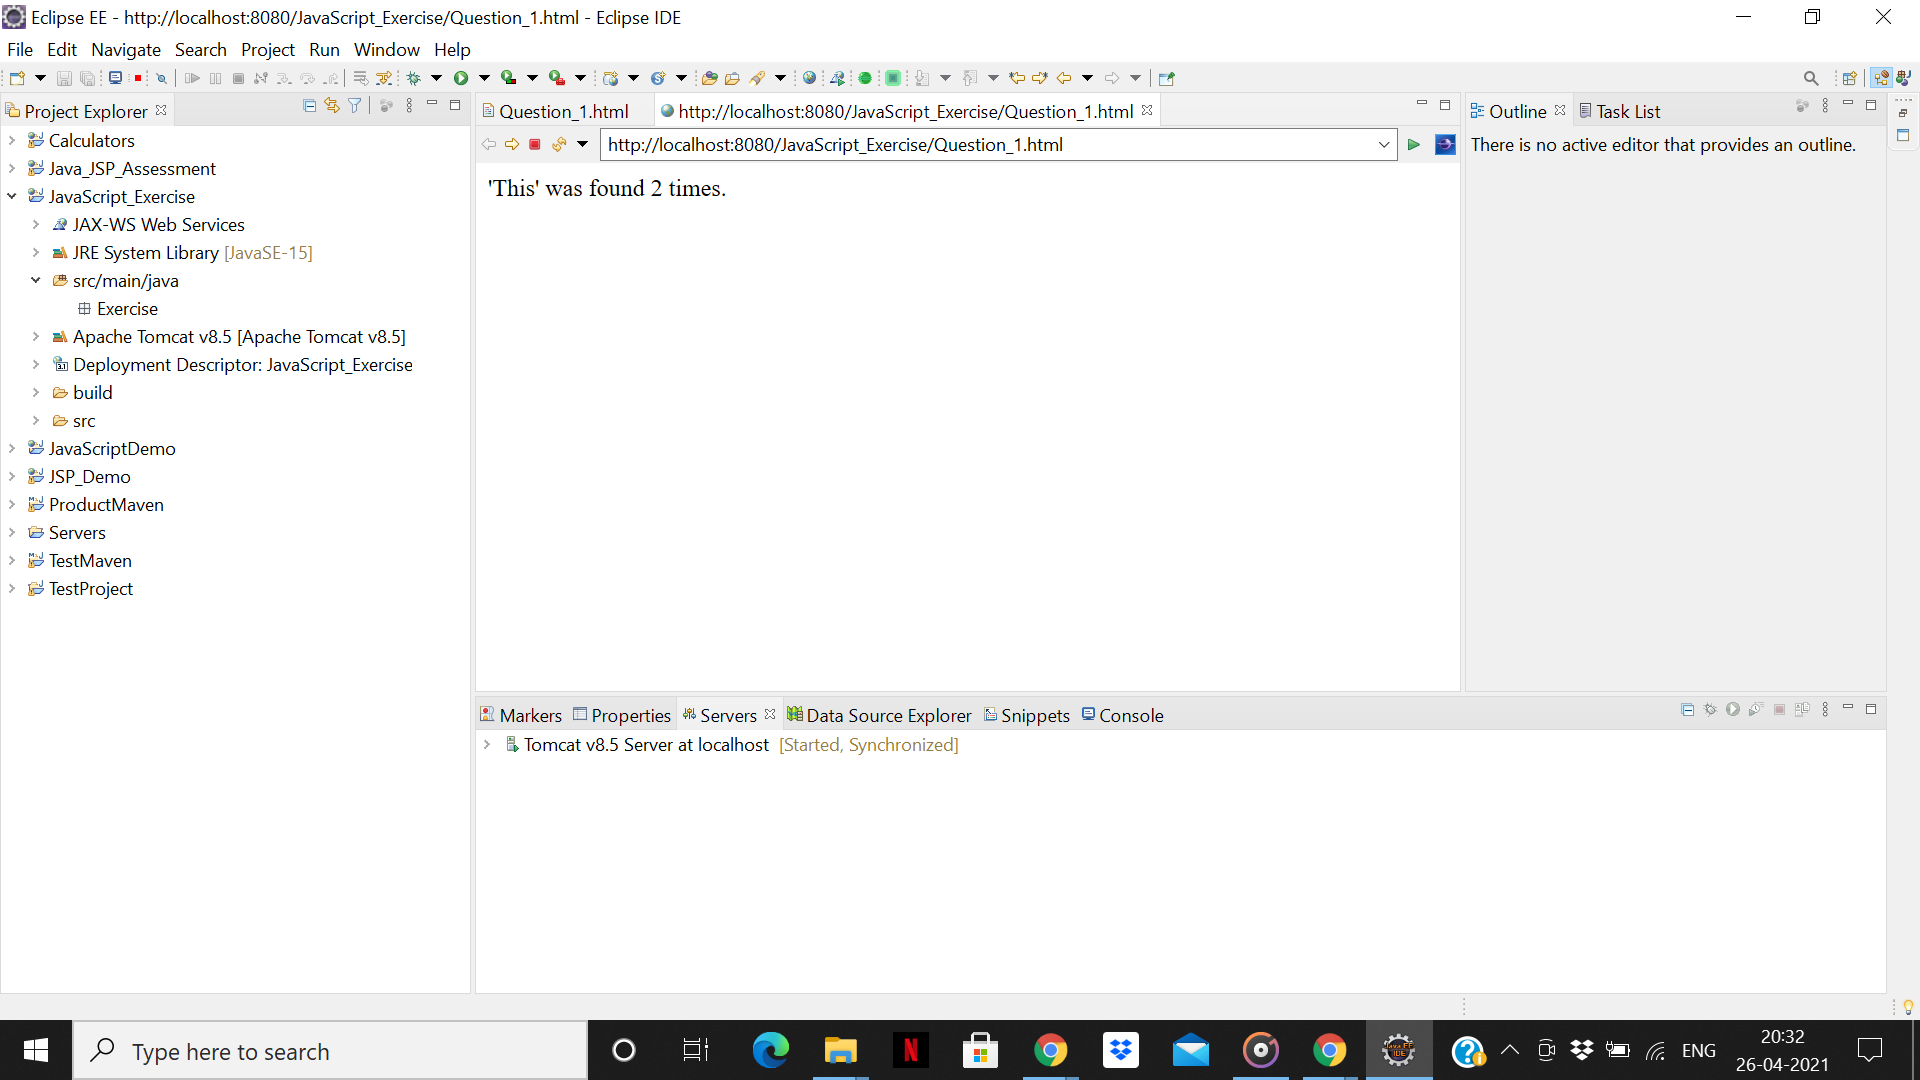 Eclipse EE - http://localhost:8080/JavaScript_Exercise/Question_1.html - Eclipse IDE
File Edit Navigate Search Project Run Window Help
Project Explorer
Calculators
Java_JSP_Assessment
JavaScript_Exercise
JAX-WS Web Services
JRE System Library [JavaSE-15]
src/main/java
Exercise
Apache Tomcat v8.5 [Apache Tomcat v8.5]
Deployment Descriptor: JavaScript_Exercise
build
src
JavaScriptDemo
JSP_Demo
ProductMaven
Servers
TestMaven
TestProject
Question_1.html http://localhost:8080/JavaScript_Exercise/Question_1.html
http://localhost:8080/JavaScript_Exercise/Question_1.html
'This' was found 2 times.
Outline Task List
There is no active editor that provides an outline.
Markers Properties Servers Data Source Explorer Snippets Console
Tomcat v8.5 Server at localhost [Started, Synchronized]
Type here to search
N
Java EE
IDE
ENG
20:32
26-04-2021